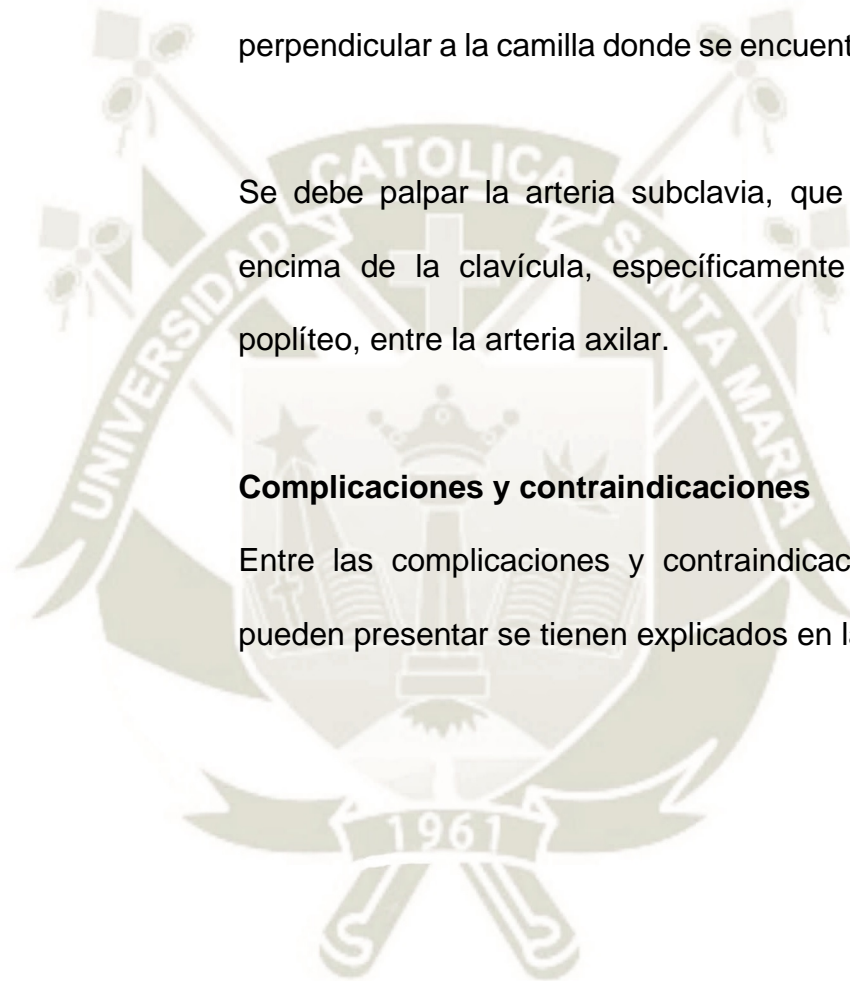 perpendicular a la camilla donde se encuent
Se debe palpar la arteria subclavia, que
encima de la clavícula, específicamente
poplíteo, entre la arteria axilar.
Complicaciones y contraindicaciones
Entre las complicaciones y contraindicac
pueden presentar se tienen explicados en l
UNIVERSIDAD CATOLICA SANTA MARIA
1961